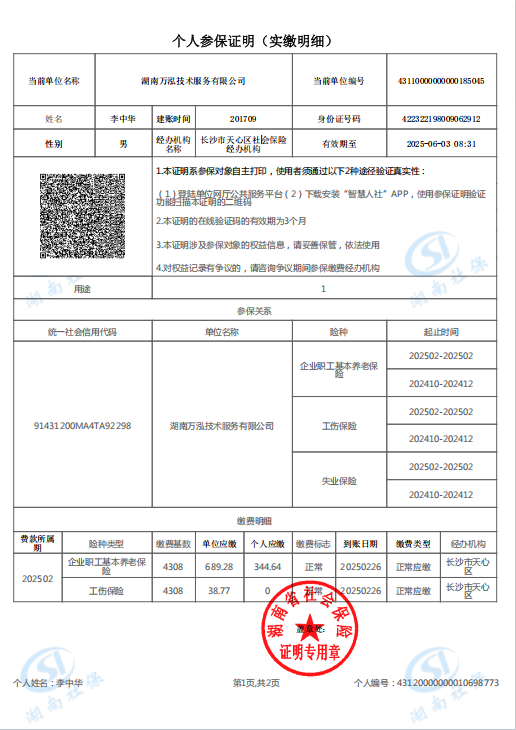 个人参保证明（实缴明细）
当前单位名称 湖南万泓技术服务有限公司 当前单位编号 43110000000000185045
姓名 李中华 建账时间 201709 身份证号码 422322198009062912
性别 男 经办机构名称 长沙市天心区社会保险经办机构 有效期至 2025-06-03 08:31
1.本证明系参保对象自主打印，使用者须通过以下2种途径验证真实性：
（1）登陆单位网厅公共服务平台（2）下载安装“智慧人社”APP，使用参保证明验证
功能扫描本证明的二维码
2.本证明的在线验证码的有效期为3个月
3.本证明涉及参保对象的权益信息，请妥善保管，依法使用
4.对权益记录有争议的，请咨询争议期间参保缴费经办机构
用途 1
参保关系
统一社会信用代码 单位名称 险种 起止时间
91431200MA4TA92298 湖南万泓技术服务有限公司 企业职工基本养老保险 202502-202502
202410-202412
工伤保险 202502-202502
202410-202412
失业保险 202502-202502
202410-202412
缴费明细
费款所属期 险种类型 缴费基数 单位应缴 个人应缴 缴费标志 到账日期 缴费类型 经办机构
202502 企业职工基本养老保险 4308 689.28 344.64 正常 20250226 正常应缴 长沙市天心区
工伤保险 4308 38.77 0 正常 20250226 正常应缴 长沙市天心区
湖南省社会保险
证明专用章
个人姓名：李中华 第1页,共2页 个人编号：43120000000010698773
湖南社保
湖南社保
湖南社保
湖南社保